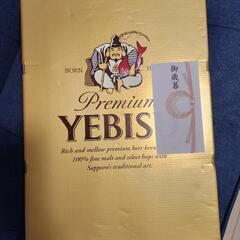 BORN
御歳暮
Premium
YEBIS
Rich and mellow premium beer brew
100% fine malt and select hops with
Sapporo's traditional art.